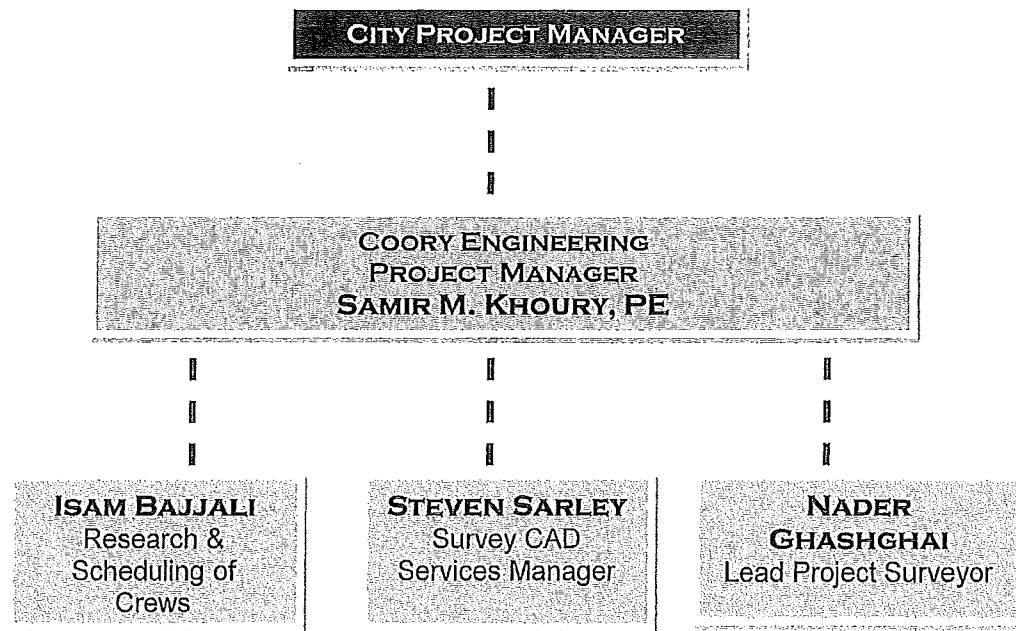 CITY PROJECT MANAGER
COORY ENGINEERING
PROJECT MANAGER
SAMIR M. KHOURY, PE
ISAM BAJJALI
Research &
Scheduling of
Crews
STEVEN SARLEY
Survey CAD
Services Manager
NADER
GHASHGHAI
Lead Project Surveyor